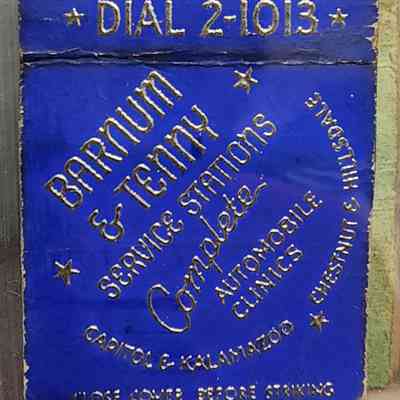 ★ DIAL 2-1013 ★
BARNUM
& TENNY
SERVICE STATIONS
Complete
AUTOMOBILE
CLINICS
CAPITOL & KALAMAZOO
CHESTNUT & HILLSDALE
CLOSE COVER BEFORE STRIKING